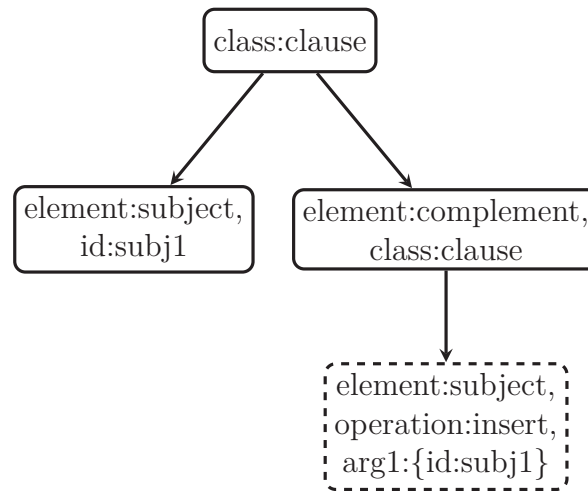 class:clause
element:subject,
id:subj1
element:complement,
class:clause
element:subject,
operation:insert,
arg1:{id:subj1}